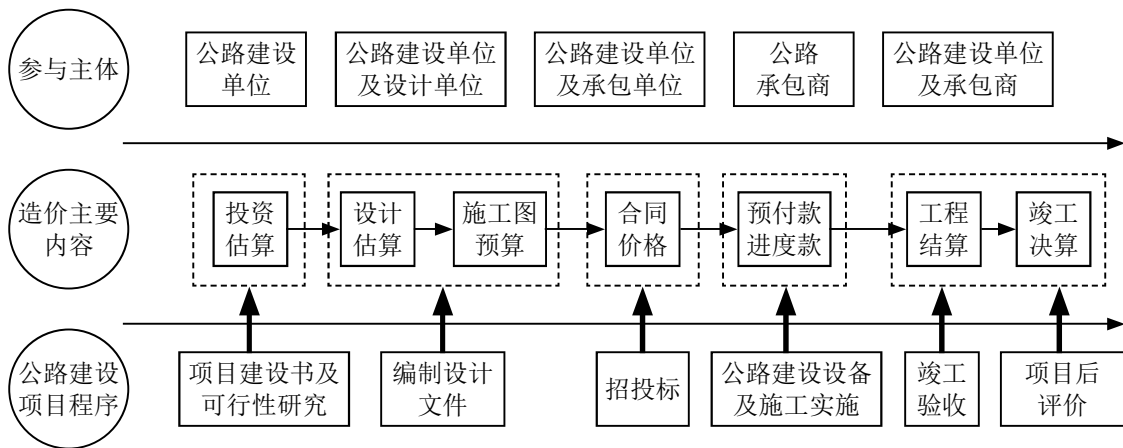 参与主体
公路建设
单位
公路建设单位
及设计单位
公路建设单位
及承包单位
公路
承包商
公路建设单位
及承包商
造价主要
内容
投资
估算
设计
估算
施工图
预算
合同
价格
预付款
进度款
工程
结算
竣工
决算
公路建设
项目程序
项目建设书及
可行性研究
编制设计
文件
招投标
公路建设设备
及施工实施
竣工
验收
项目后
评价